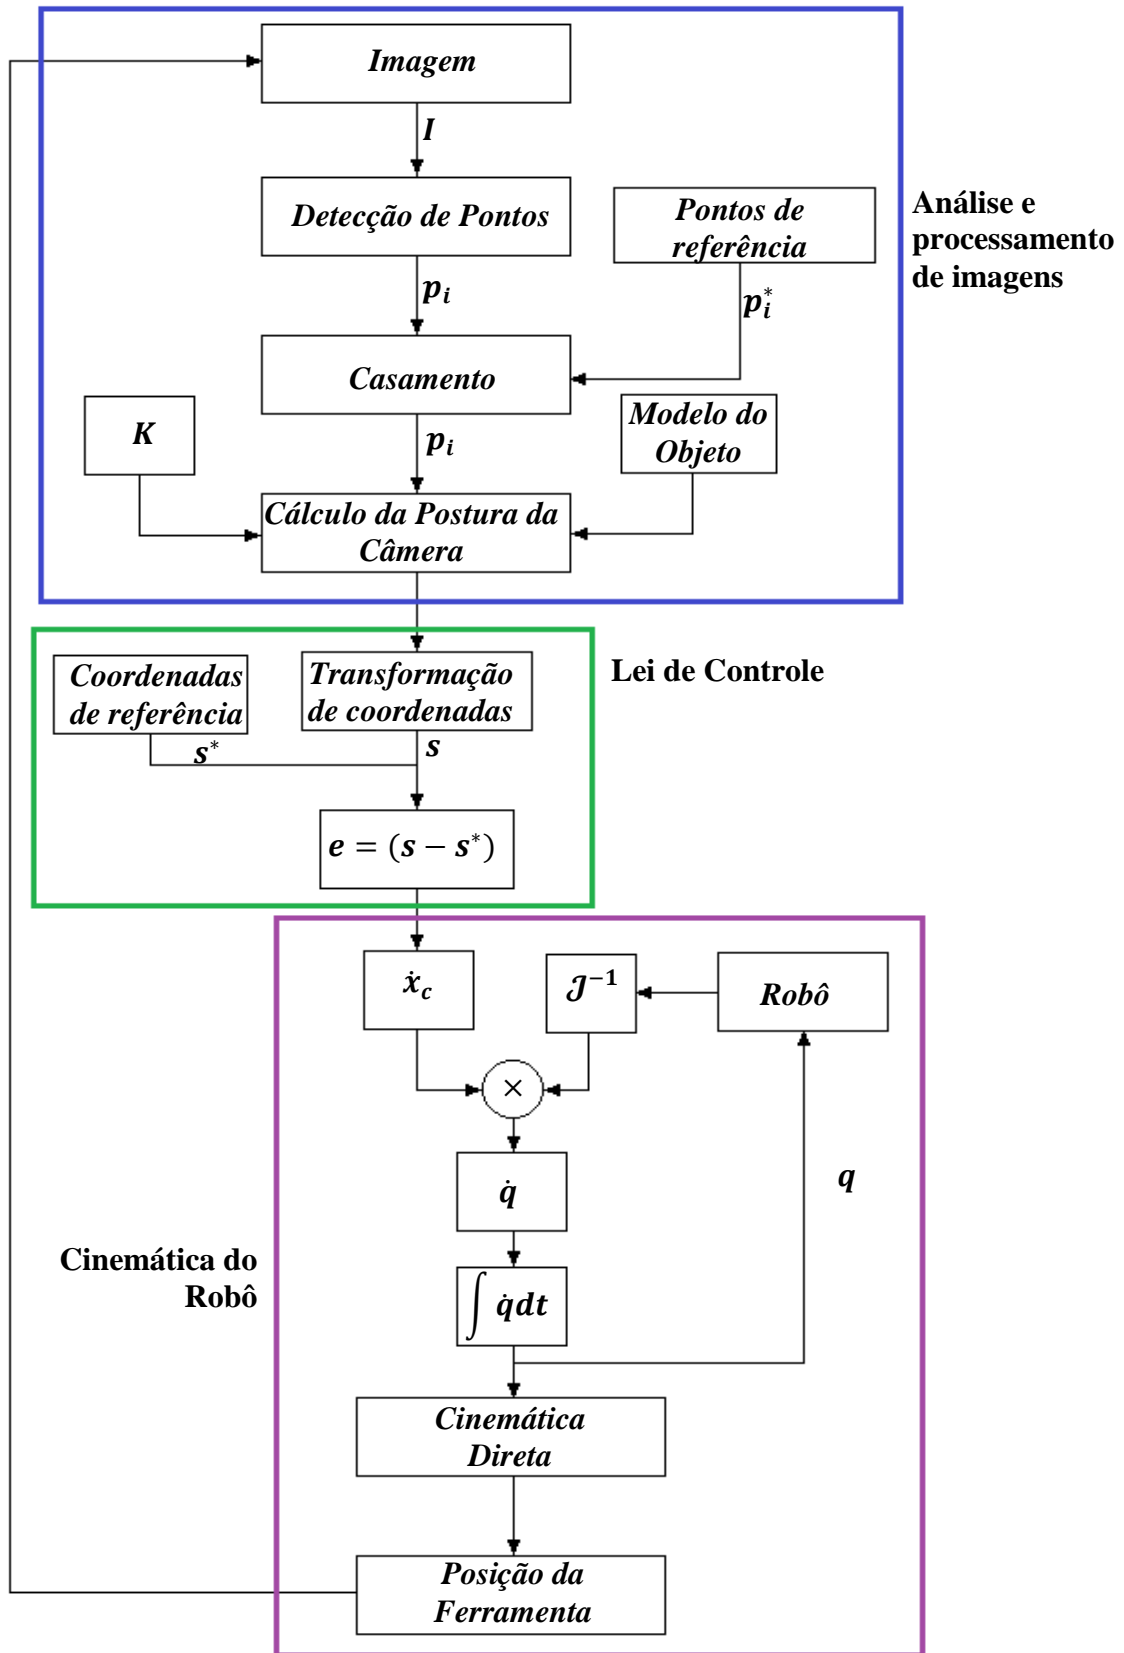 Imagem
I
Detecção de Pontos
Pontos de
referência
Análise e
processamento
de imagens
p_i
p_i^*
Casamento
K
p_i
Modelo do
Objeto
Cálculo da Postura da
Câmera
Coordenadas
de referência
Transformação
de coordenadas
Lei de Controle
s^*
s
e = (s − s^*)
ẋ_c
𝒥^{−1}
Robô
×
q̇
q
Cinemática do
Robô
∫ q̇dt
Cinemática
Direta
Posição da
Ferramenta